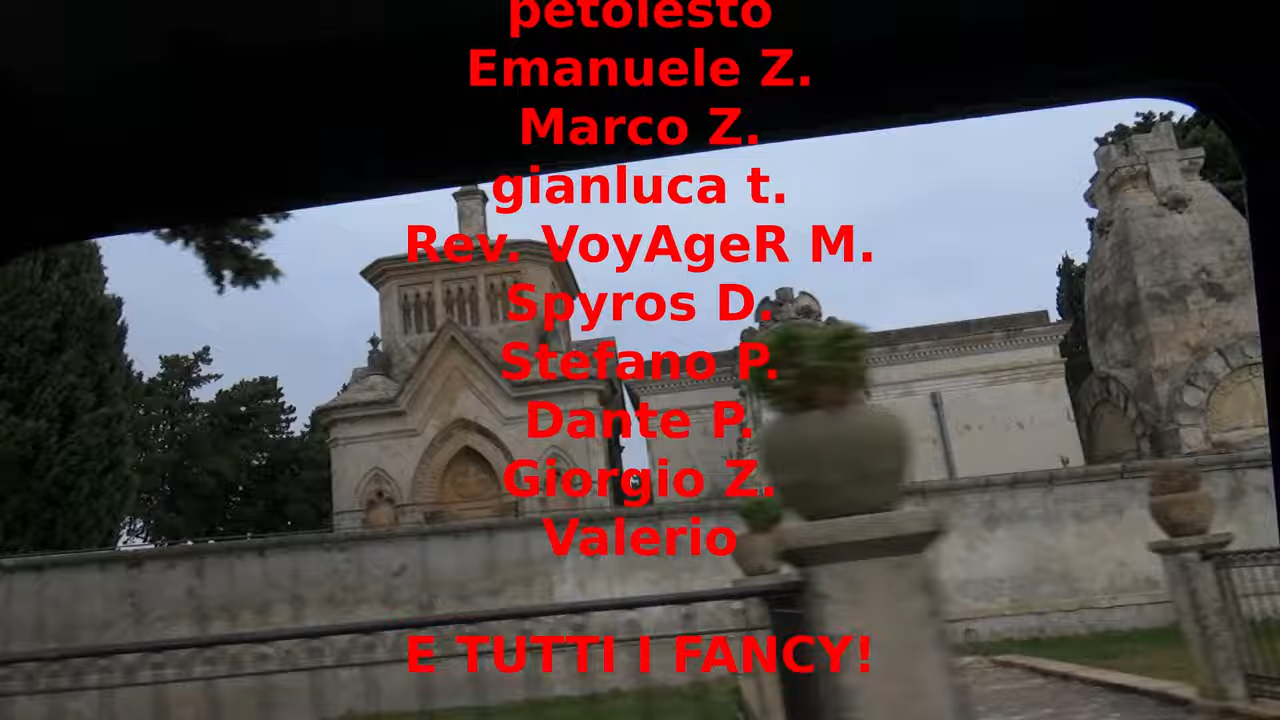 petolesto
Emanuele Z.
Marco Z.
gianluca t.
Rev. VoyAgeR M.
Spyros D.
Stefano P.
Dante P.
Giorgio Z.
Valerio
E TUTTI I FANCY!